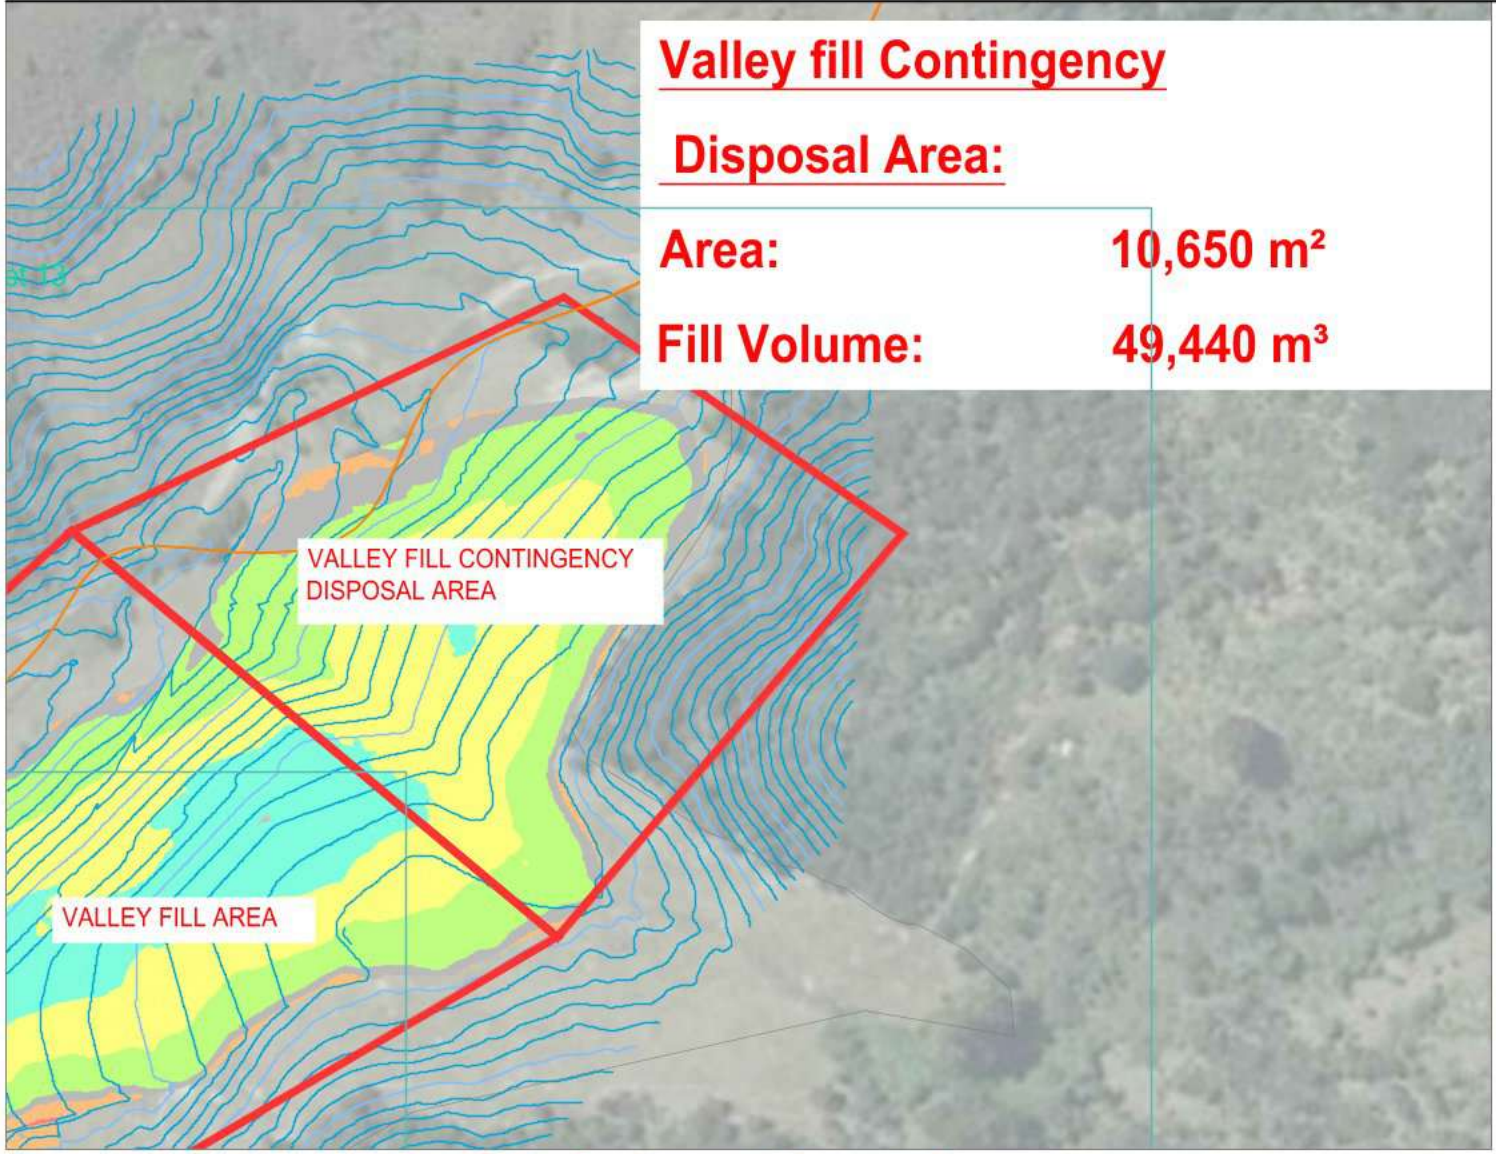 Valley fill Contingency
Disposal Area:
Area: 10,650 m²
Fill Volume: 49,440 m³
VALLEY FILL CONTINGENCY
DISPOSAL AREA
VALLEY FILL AREA